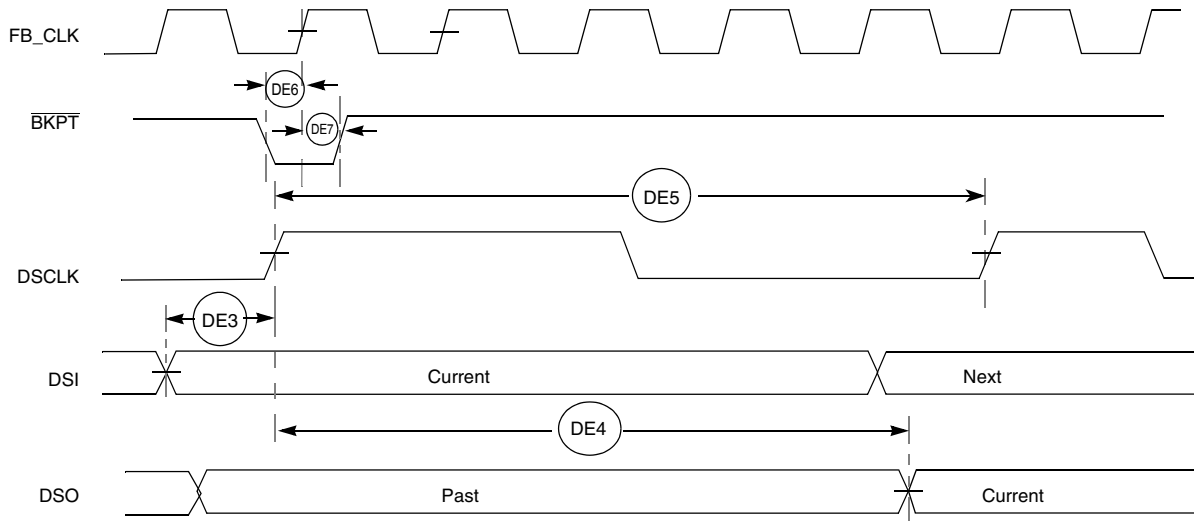 FB_CLK
DE6
BKPT
DE7
DE5
DSCLK
DE3
DSI
Current
Next
DE4
DSO
Past
Current